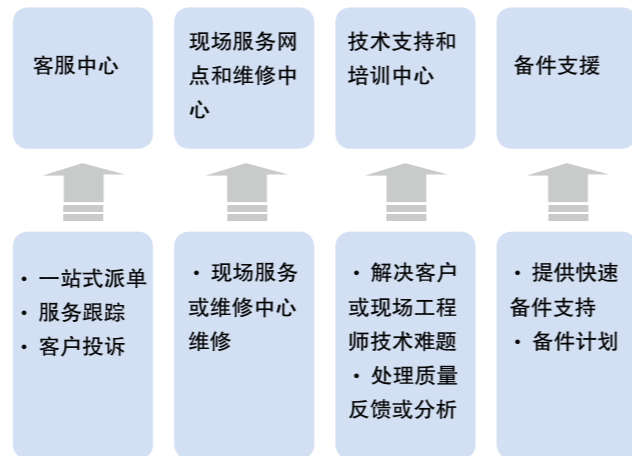 客服中心
现场服务网
点和维修中
心
技术支持和
培训中心
备件支援
· 一站式派单
· 服务跟踪
· 客户投诉
· 现场服务
或维修中心
维修
· 解决客户
或现场工程
师技术难题
· 处理质量
反馈或分析
· 提供快速
备件支持
· 备件计划